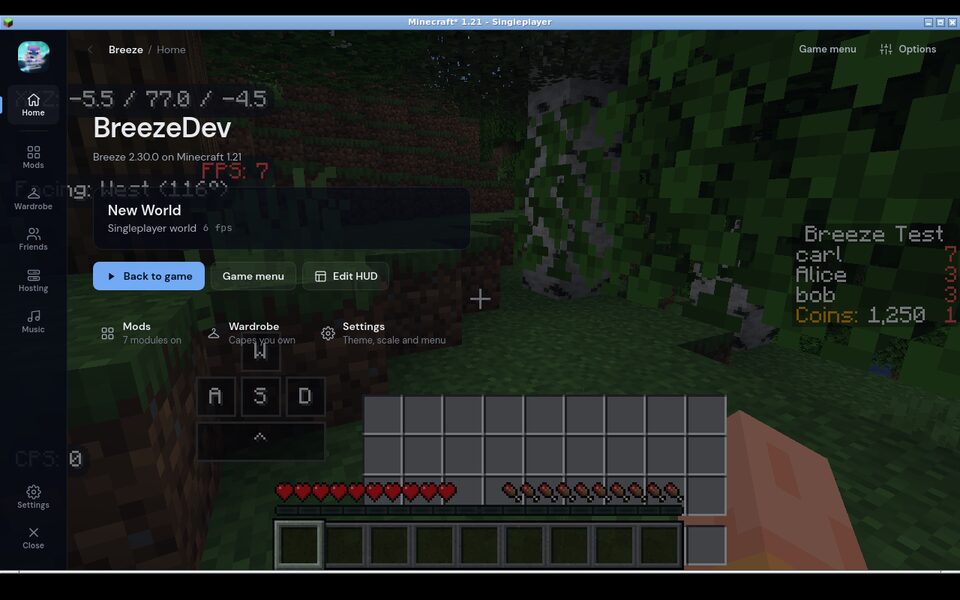 Minecraft* 1.21 - Singleplayer
Breeze / Home
Game menu
Options
XYZ: -5.5 / 77.0 / -4.5
Home
BreezeDev
Breeze 2.30.0 on Minecraft 1.21
FPS: 7
Mods
Facing: West (116°)
Wardrobe
New World
Singleplayer world 6 fps
Friends
Breeze Test
carl 7
Alice 3
bob 3
Coins: 1,250 1
Back to game
Game menu
Edit HUD
Hosting
Music
Mods
7 modules on
Wardrobe
Capes you own
Settings
Theme, scale and menu
W
A S D
^
CPS: 0
Settings
Close